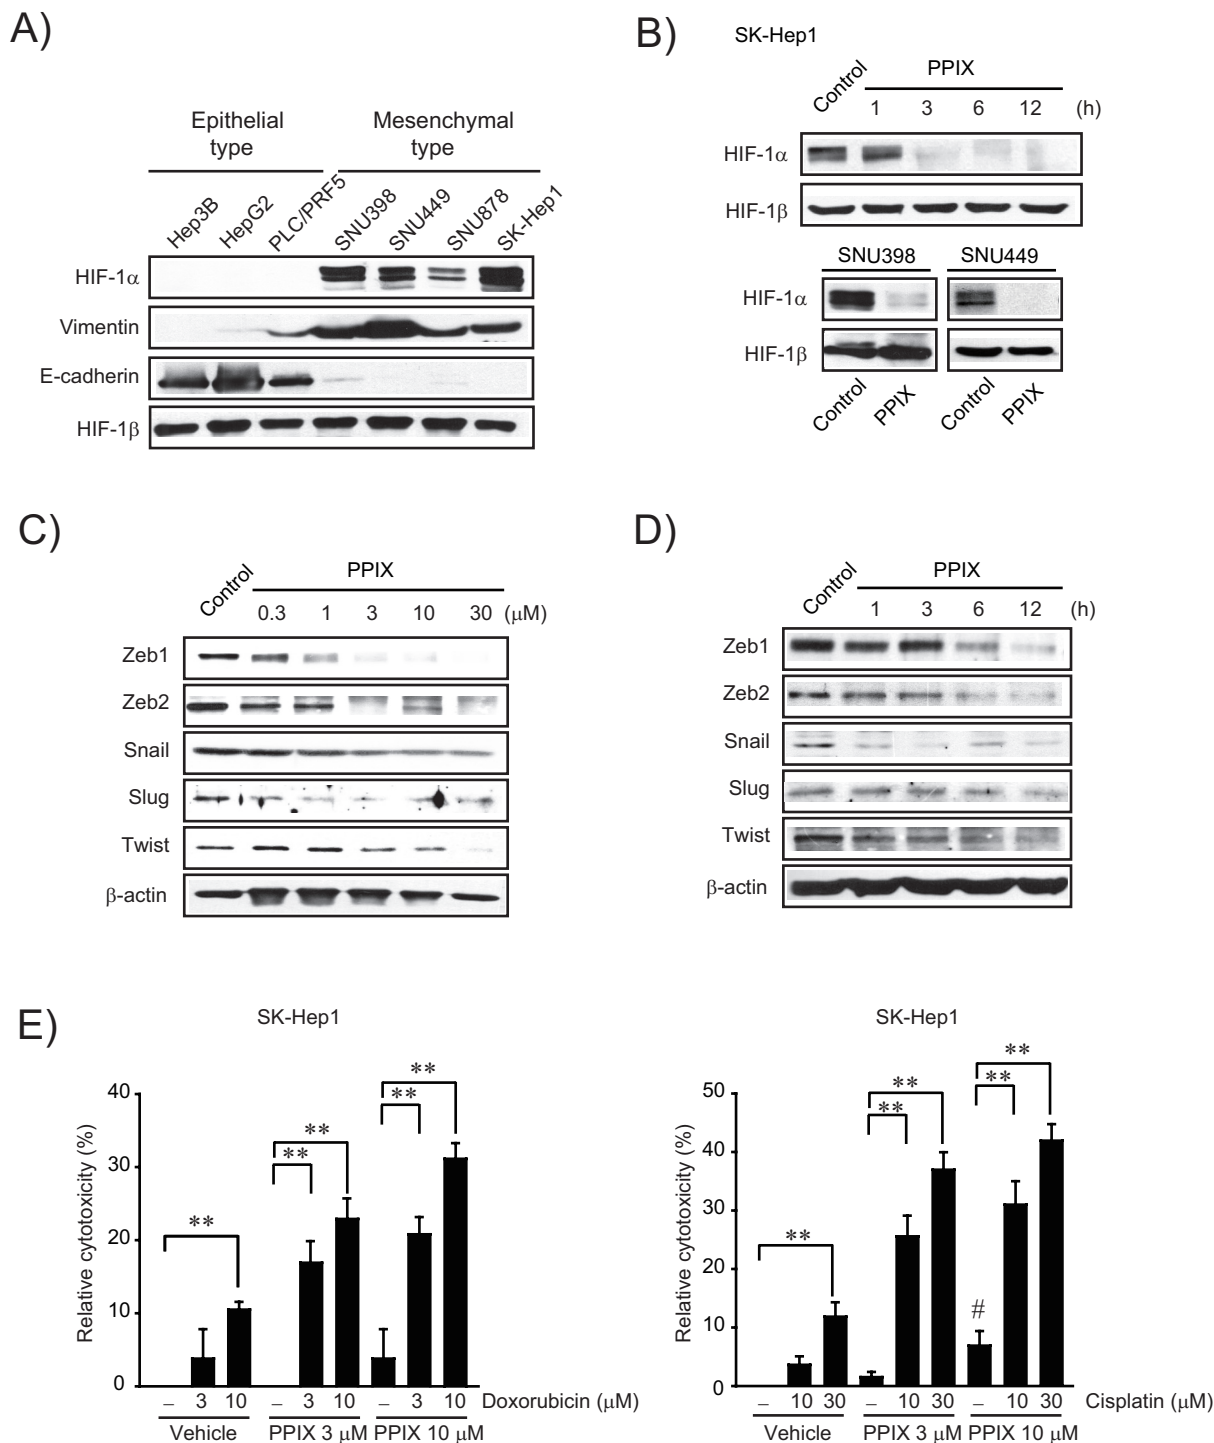 A)
Epithelial type
Mesenchymal type
Hep3B
HepG2
PLC/PRF5
SNU398
SNU449
SNU878
SK-Hep1
HIF-1α
Vimentin
E-cadherin
HIF-1β
B)
SK-Hep1
Control
PPIX
1 3 6 12 (h)
HIF-1α
HIF-1β
SNU398 SNU449
HIF-1α
HIF-1β
Control
PPIX
Control
PPIX
C)
Control
PPIX
0.3 1 3 10 30 (μM)
Zeb1
Zeb2
Snail
Slug
Twist
β-actin
D)
Control
PPIX
1 3 6 12 (h)
Zeb1
Zeb2
Snail
Slug
Twist
β-actin
E)
SK-Hep1
Relative cytotoxicity (%)
40
30
20
10
0
**
**
**
**
**
– 3 10 – 3 10 – 3 10 Doxorubicin (μM)
Vehicle PPIX 3 μM PPIX 10 μM
SK-Hep1
Relative cytotoxicity (%)
50
40
30
20
10
0
**
**
**
**
**
#
– 10 30 – 10 30 – 10 30 Cisplatin (μM)
Vehicle PPIX 3 μM PPIX 10 μM